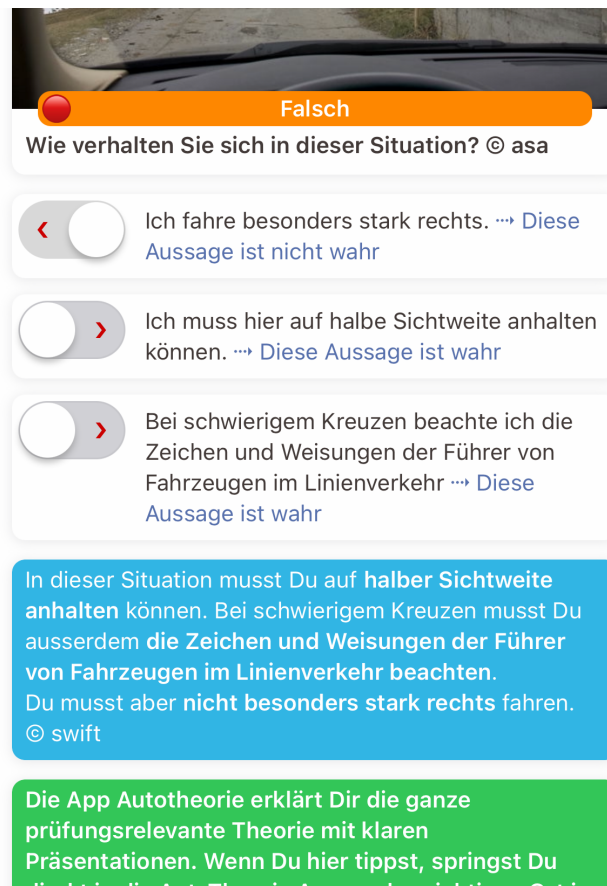 Falsch
Wie verhalten Sie sich in dieser Situation? © asa
Ich fahre besonders stark rechts. ⤑ Diese
Aussage ist nicht wahr
Ich muss hier auf halbe Sichtweite anhalten
können. ⤑ Diese Aussage ist wahr
Bei schwierigem Kreuzen beachte ich die
Zeichen und Weisungen der Führer von
Fahrzeugen im Linienverkehr ⤑ Diese
Aussage ist wahr
In dieser Situation musst Du auf halber Sichtweite
anhalten können. Bei schwierigem Kreuzen musst Du
ausserdem die Zeichen und Weisungen der Führer
von Fahrzeugen im Linienverkehr beachten.
Du musst aber nicht besonders stark rechts fahren.
© swift
Die App Autotheorie erklärt Dir die ganze
prüfungsrelevante Theorie mit klaren
Präsentationen. Wenn Du hier tippst, springst Du